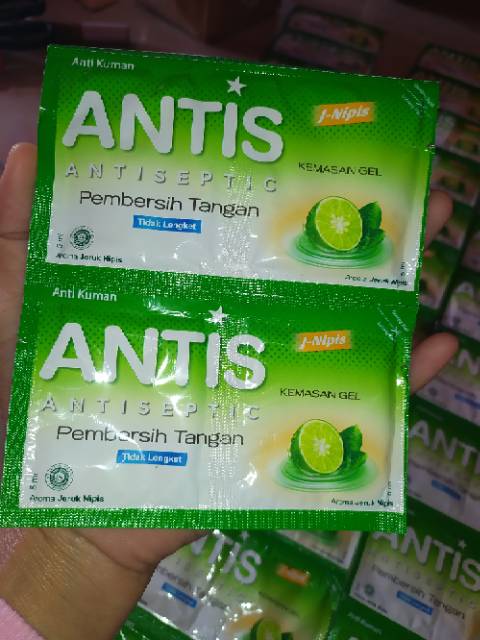 Anti Kuman
ANTIS
J-Nipis
ANTISEPTIC
KEMASAN GEL
Pembersih Tangan
Tidak Lengket
Aroma Jeruk Nipis
Aroma Jeruk Nipis
Anti Kuman
ANTIS
J-Nipis
ANTISEPTIC
KEMASAN GEL
Pembersih Tangan
Tidak Lengket
5 ml
Aroma Jeruk Nipis
Aroma Jeruk Nipis
ANTIS
ANTIS
Pembersih Tangan